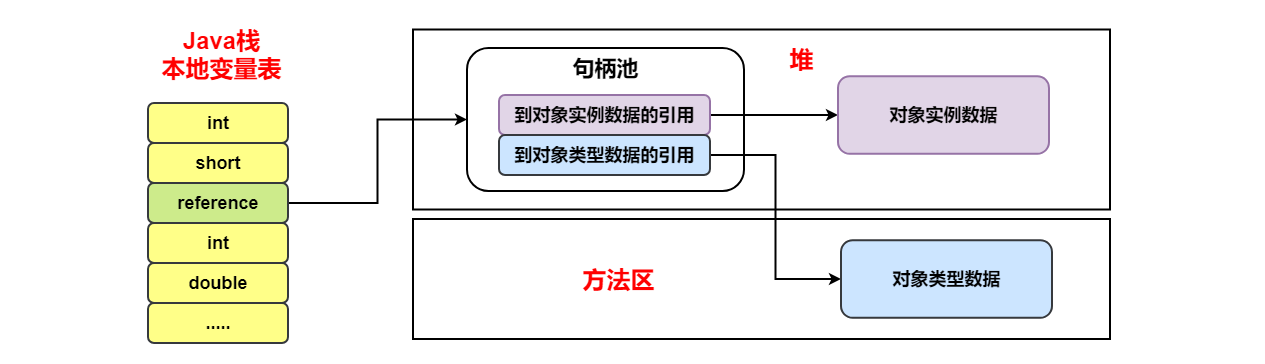 Java栈
本地变量表
int
short
reference
int
double
.....
堆
句柄池
到对象实例数据的引用
到对象类型数据的引用
对象实例数据
方法区
对象类型数据